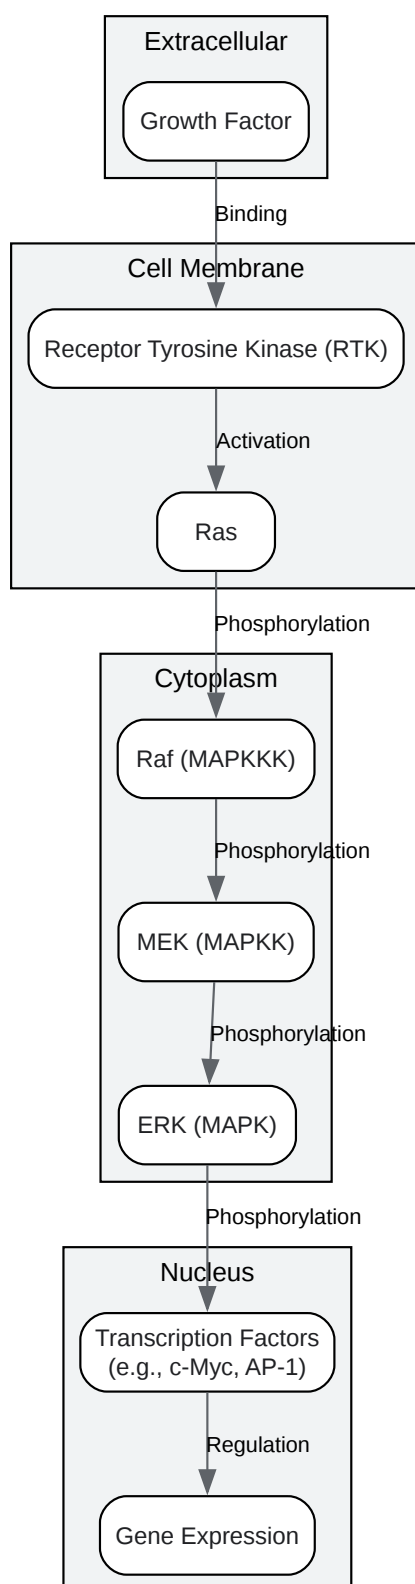 Extracellular
Growth Factor
Binding
Cell Membrane
Receptor Tyrosine Kinase (RTK)
Activation
Ras
Phosphorylation
Cytoplasm
Raf (MAPKKK)
Phosphorylation
MEK (MAPKK)
Phosphorylation
ERK (MAPK)
Phosphorylation
Nucleus
Transcription Factors
(e.g., c-Myc, AP-1)
Regulation
Gene Expression